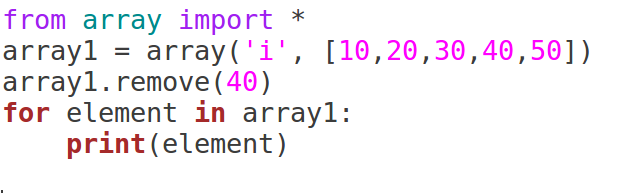 from array import *
array1 = array('i', [10,20,30,40,50])
array1.remove(40)
for element in array1:
    print(element)